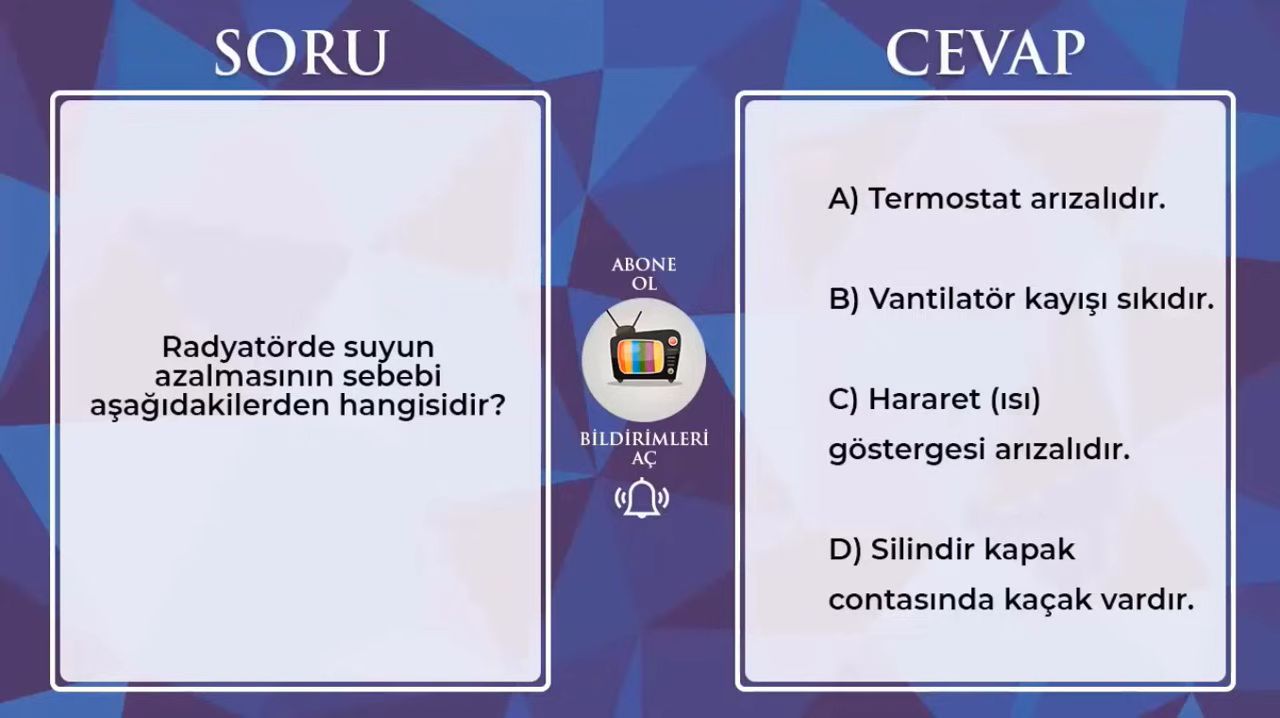 SORU
Radyatörde suyun
azalmasının sebebi
aşağıdakilerden hangisidir?
ABONE
OL
BİLDİRİMLERİ
AÇ
CEVAP
A) Termostat arızalıdır.
B) Vantilatör kayışı sıkıdır.
C) Hararet (ısı)
göstergesi arızalıdır.
D) Silindir kapak
contasında kaçak vardır.